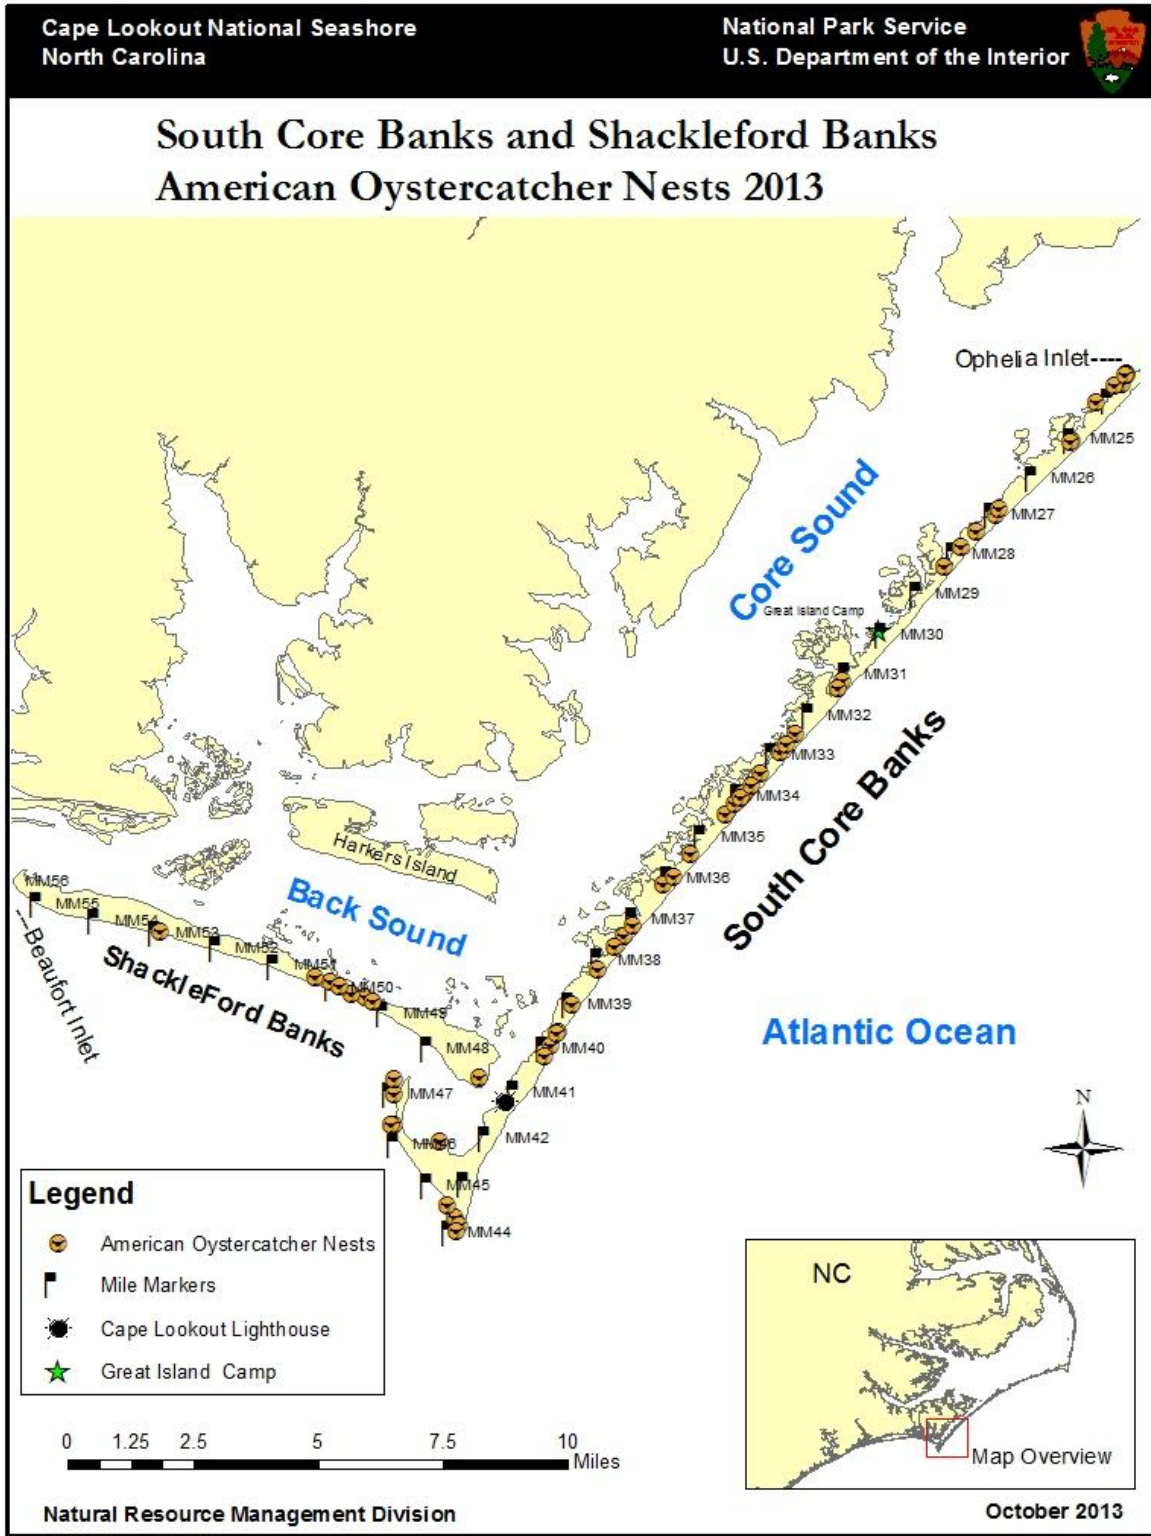 Cape Lookout National Seashore
North Carolina
National Park Service
U.S. Department of the Interior
South Core Banks and Shackleford Banks
American Oystercatcher Nests 2013
Ophelia Inlet----
MM25
MM26
MM27
MM28
MM29
Great Island Camp
MM30
MM31
MM32
MM33
MM34
MM35
MM36
MM37
MM38
MM39
MM40
MM41
MM42
MM44
MM45
MM46
MM47
MM48
MM49
MM50
MM51
MM52
MM53
MM54
MM55
MM56
Core Sound
South Core Banks
Harkers Island
Back Sound
ShackleFord Banks
---Beaufort Inlet
Atlantic Ocean
N
Legend
American Oystercatcher Nests
Mile Markers
Cape Lookout Lighthouse
Great Island Camp
0 1.25 2.5 5 7.5 10
Miles
NC
Map Overview
Natural Resource Management Division
October 2013